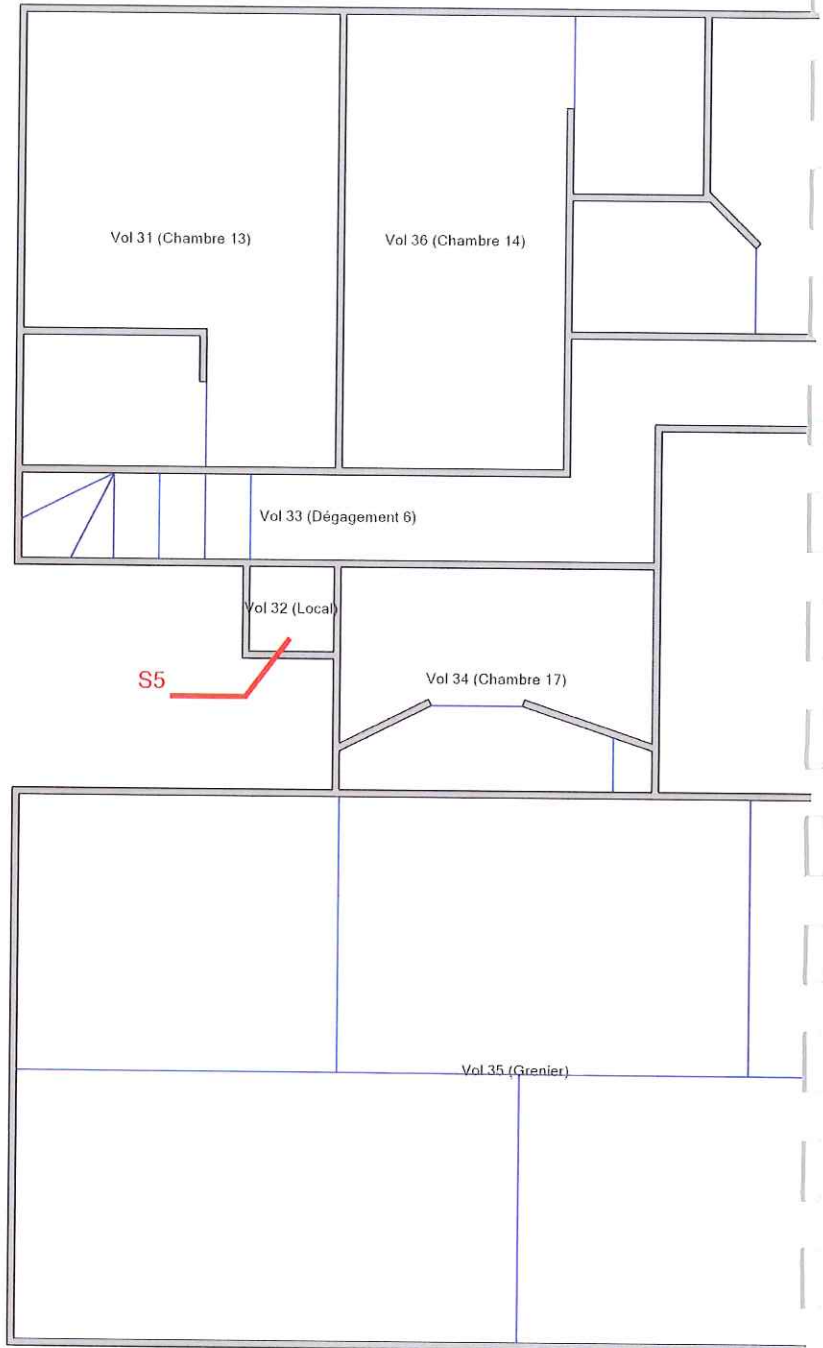 Vol 31 (Chambre 13)
Vol 36 (Chambre 14)
Vol 33 (Dégagement 6)
Vol 32 (Local)
S5
Vol 34 (Chambre 17)
Vol 35 (Grenier)